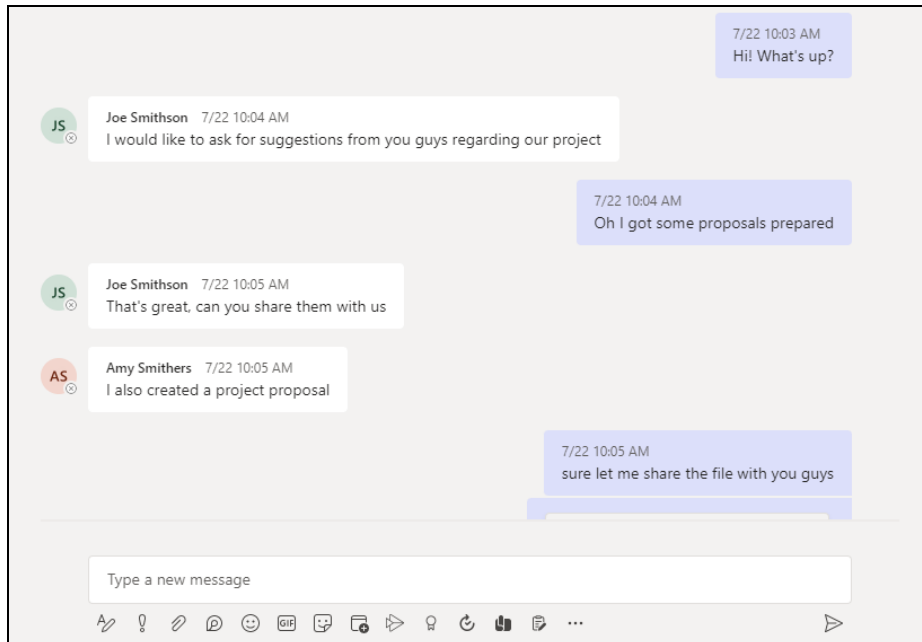 7/22 10:03 AM
Hi! What's up?
JS
Joe Smithson 7/22 10:04 AM
I would like to ask for suggestions from you guys regarding our project
7/22 10:04 AM
Oh I got some proposals prepared
JS
Joe Smithson 7/22 10:05 AM
That's great, can you share them with us
AS
Amy Smithers 7/22 10:05 AM
I also created a project proposal
7/22 10:05 AM
sure let me share the file with you guys
Type a new message
GIF